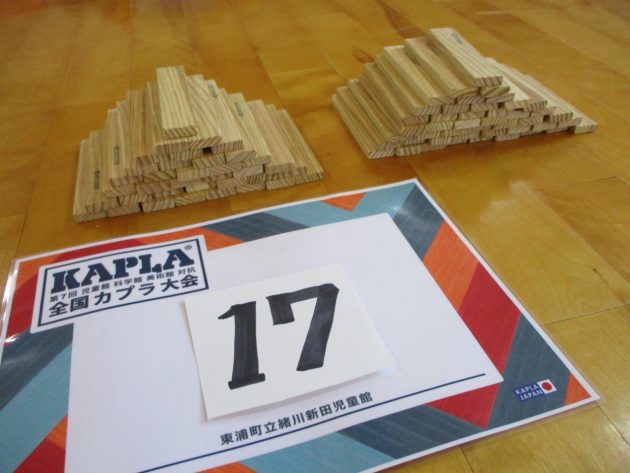 KAPLA®
第7回 児童館 科学館 美術館 対抗
全国カプラ大会
17
東浦町立緒川新田児童館
KAPLA
JAPAN